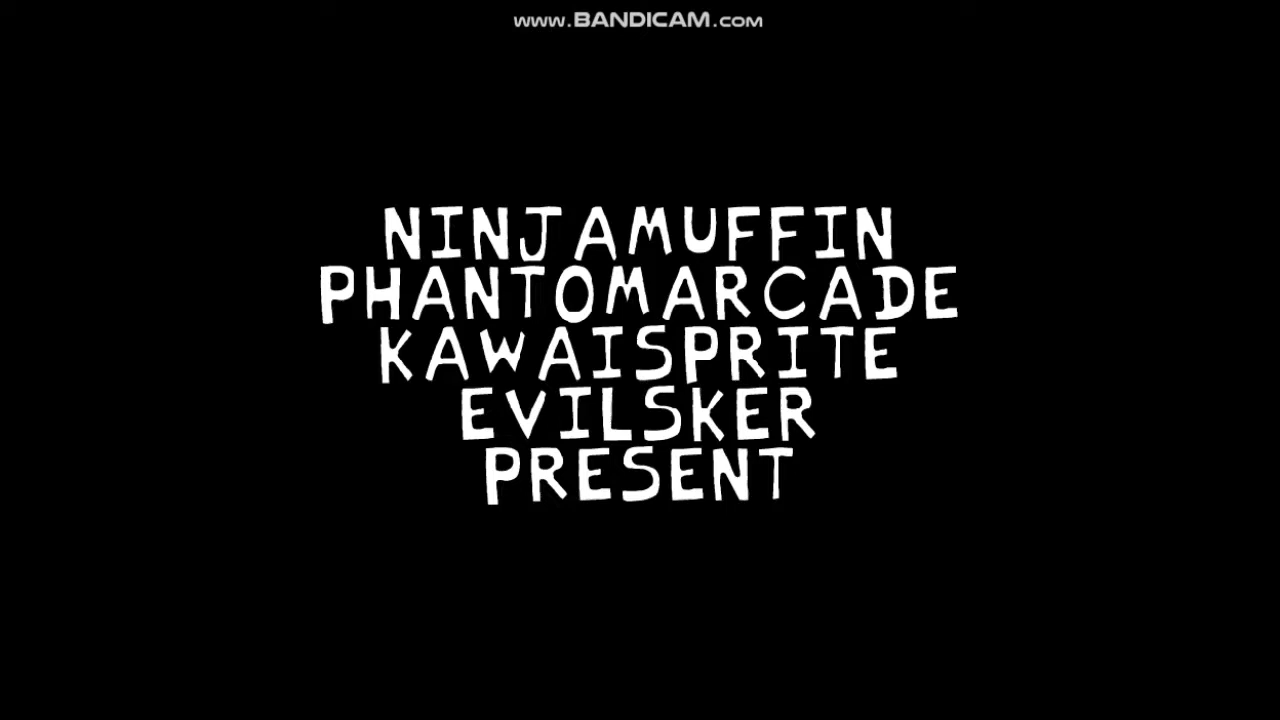 www.BANDICAM.com
NINJAMUFFIN
PHANTOMARCADE
KAWAISPRITE
EVILSKER
PRESENT